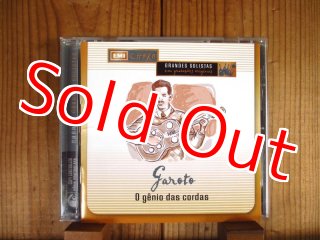 EMI
GRANDES SOLISTAS
Sold Out
Garoto
O gênio das cordas